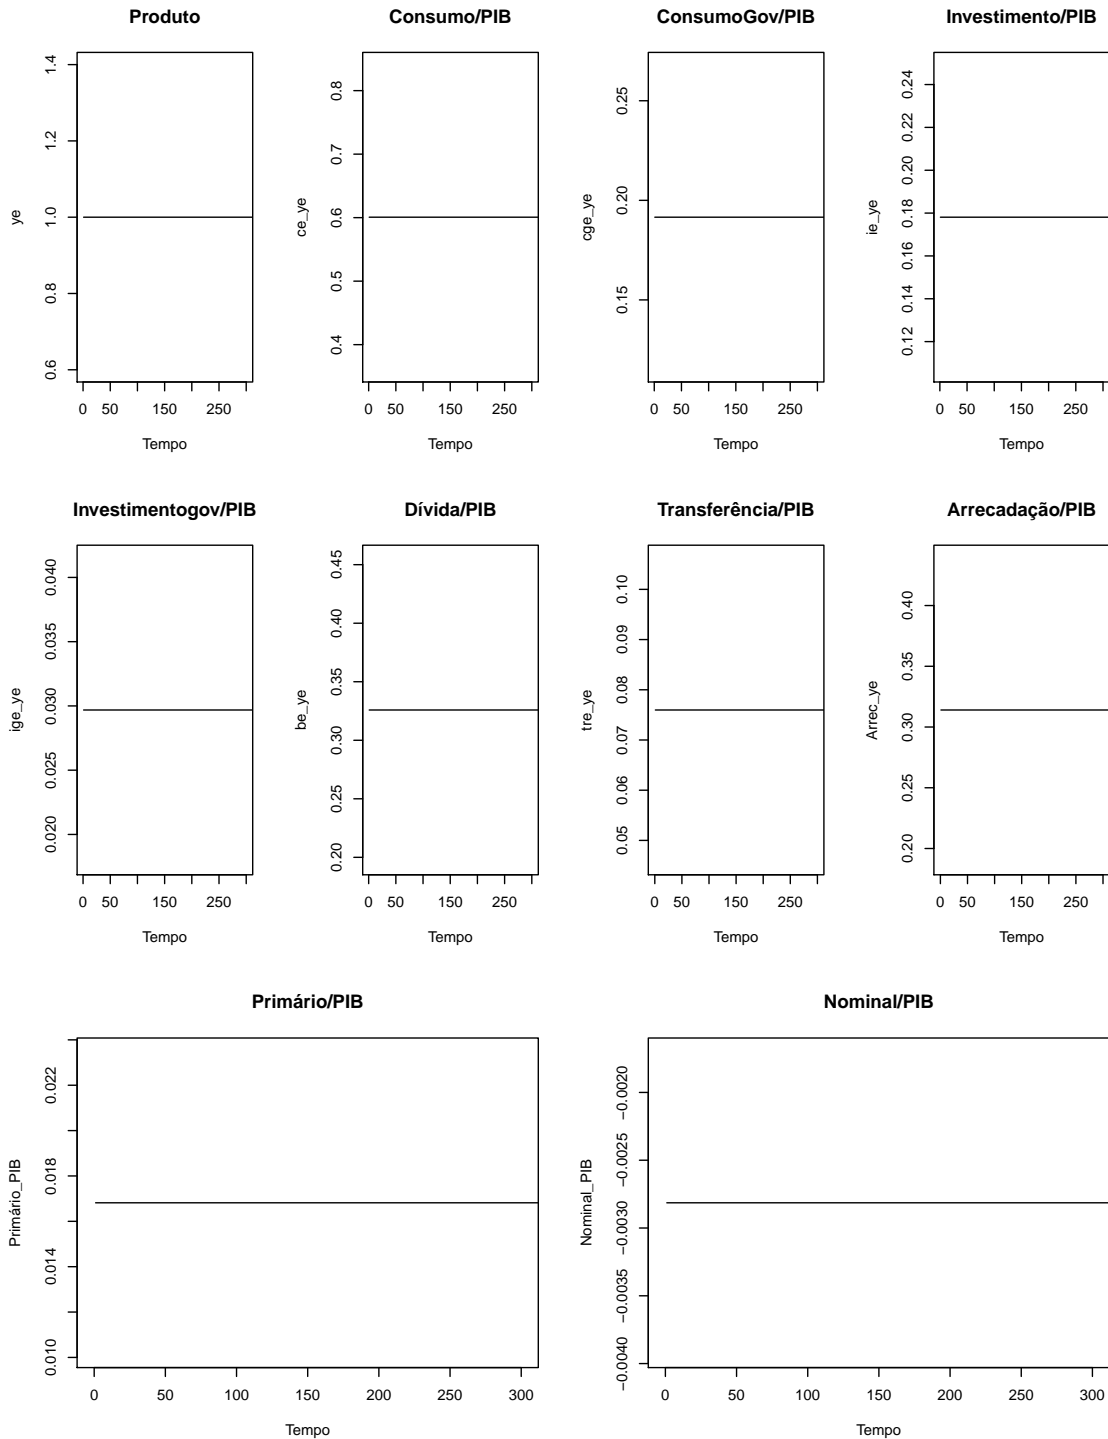 Produto
Consumo/PIB
ConsumoGov/PIB
Investimento/PIB
ye
0.6 0.8 1.0 1.2 1.4
0 50 150 250
Tempo
ce_ye
0.4 0.5 0.6 0.7 0.8
0 50 150 250
Tempo
cge_ye
0.15 0.20 0.25
0 50 150 250
Tempo
ie_ye
0.12 0.14 0.16 0.18 0.20 0.22 0.24
0 50 150 250
Tempo
Investimentogov/PIB
Dívida/PIB
Transferência/PIB
Arrecadação/PIB
ige_ye
0.020 0.025 0.030 0.035 0.040
0 50 150 250
Tempo
be_ye
0.20 0.25 0.30 0.35 0.40 0.45
0 50 150 250
Tempo
tre_ye
0.05 0.06 0.07 0.08 0.09 0.10
0 50 150 250
Tempo
Arrec_ye
0.20 0.25 0.30 0.35 0.40
0 50 150 250
Tempo
Primário/PIB
Nominal/PIB
Primário_PIB
0.010 0.014 0.018 0.022
0 50 100 150 200 250 300
Tempo
Nominal_PIB
−0.0040 −0.0035 −0.0030 −0.0025 −0.0020
0 50 100 150 200 250 300
Tempo